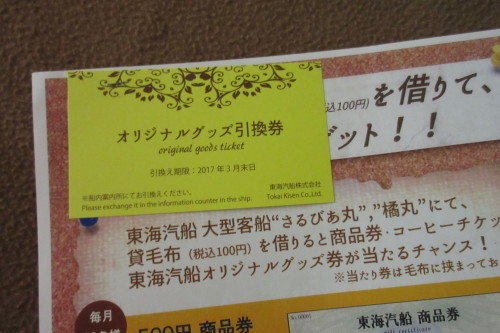 オリジナルグッズ引換券
original goods ticket
引換え期限：2017年3月末日
※船内案内所にてお引換えください。
Please exchange it in the information counter in the ship.
東海汽船株式会社
Tokai Kisen Co.,Ltd.
込100円）を借りて、
ゲット！！
東海汽船 大型客船“さるびあ丸”,”橘丸”にて、
貸毛布（税込100円）を借りると商品券・コーヒーチケッ
東海汽船オリジナルグッズ券が当たるチャンス！
※当たり券は毛布に挟まってお
毎月
500円 商品券
東海汽船 商品券